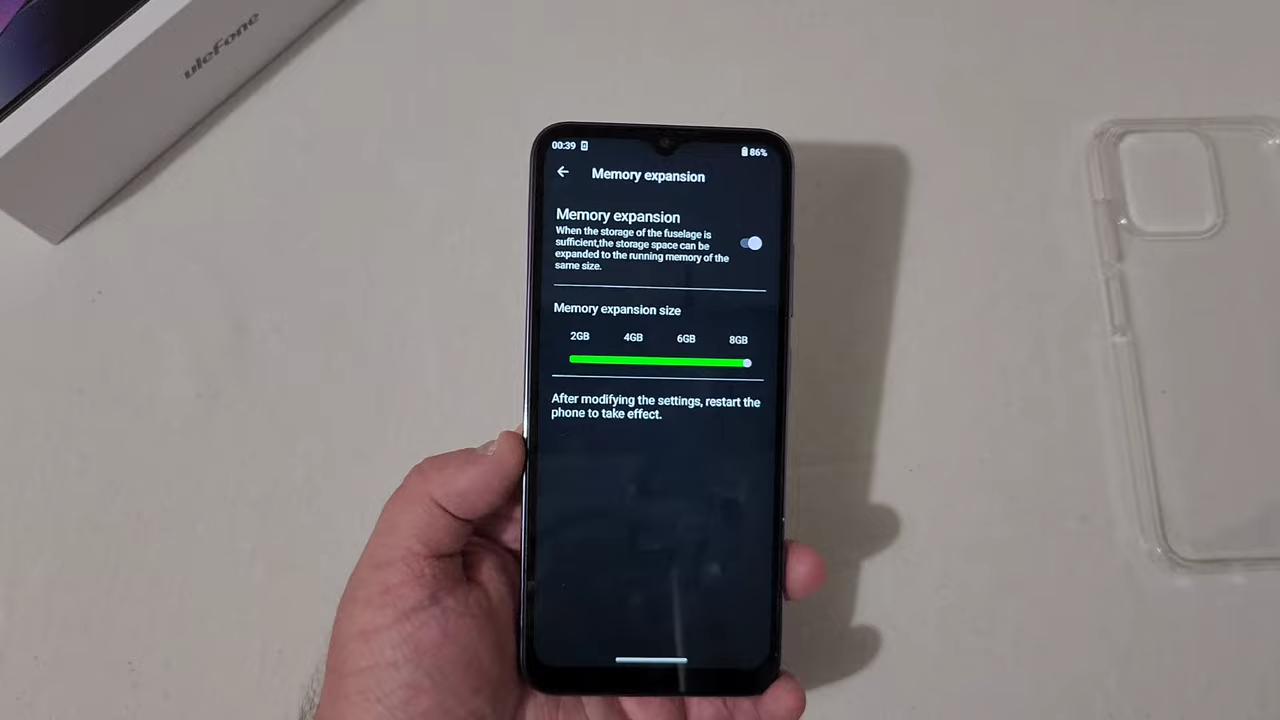 ulefone
00:39
86%
Memory expansion
Memory expansion
When the storage of the fuselage is
sufficient,the storage space can be
expanded to the running memory of the
same size.
Memory expansion size
2GB 4GB 6GB 8GB
After modifying the settings, restart the
phone to take effect.